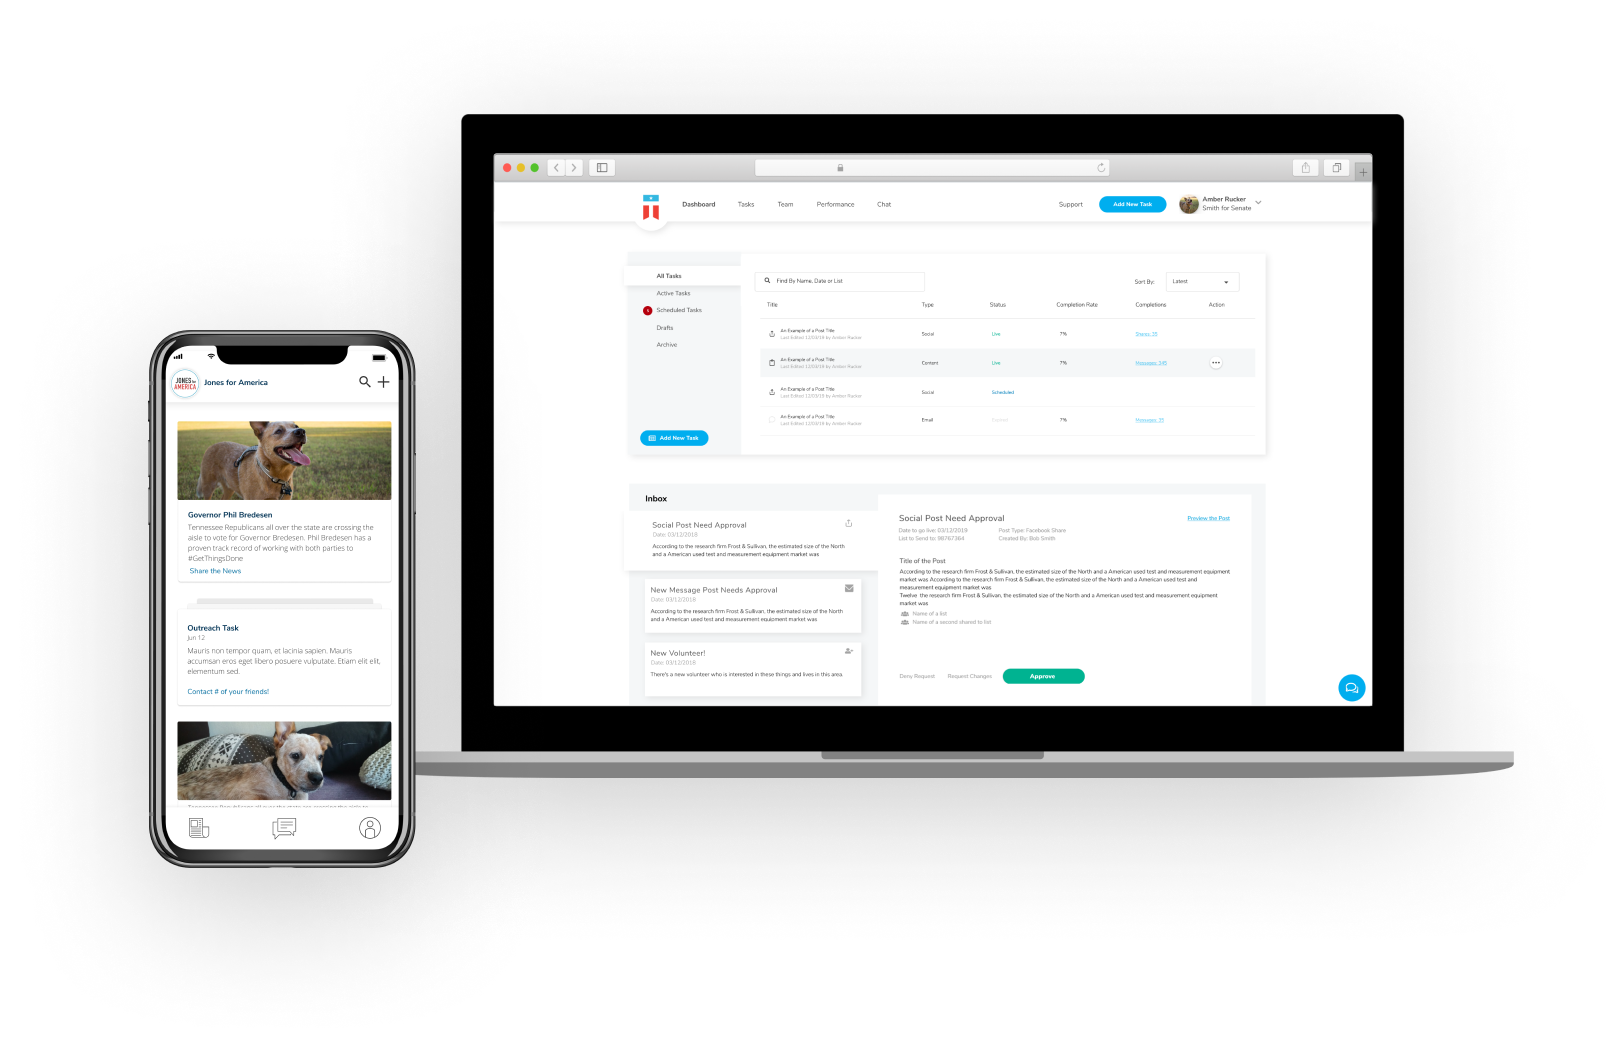 JONES for
AMERICA
Jones for America
Governor Phil Bredesen
Tennessee Republicans all over the state are crossing the
aisle to vote for Governor Bredesen. Phil Bredesen has a
proven track record of working with both parties to
#GetThingsDone
Share the News
Outreach Task
Jun 12
Mauris non tempor quam, et lacinia sapien. Mauris
accumsan eros eget libero posuere vulputate. Etiam elit elit,
elementum sed.
Contact # of your friends!
Dashboard
Tasks
Team
Performance
Chat
Support
Add New Task
Amber Rucker
Smith for Senate
All Tasks
Active Tasks
Scheduled Tasks
Drafts
Archive
Add New Task
Find By Name, Date or List
Sort By:
Latest
Title Type Status Completion Rate Completions Action
An Example of a Post Title
Last Edited 12/03/19 by Amber Rucker
Social Live 7% Shares: 35
An Example of a Post Title
Last Edited 12/03/19 by Amber Rucker
Content Live 7% Messages: 345
An Example of a Post Title
Last Edited 12/03/19 by Amber Rucker
Social Scheduled
An Example of a Post Title
Last Edited 12/03/19 by Amber Rucker
Email 7% Messages: 35
Inbox
Social Post Need Approval
Date: 03/12/2018
According to the research firm Frost & Sullivan, the estimated size of the North
and a American used test and measurement equipment market was
New Message Post Needs Approval
Date: 03/12/2018
According to the research firm Frost & Sullivan, the estimated size of the North
and a American used test and measurement equipment market was
New Volunteer!
Date: 03/12/2018
There's a new volunteer who is interested in these things and lives in this area.
Social Post Need Approval
Preview the Post
Date to go live: 03/12/2019 Post Type: Facebook Share
List to Send to: 98767364 Created By: Bob Smith
Title of the Post
According to the research firm Frost & Sullivan, the estimated size of the North and a American used test and measurement equipment
market was According to the research firm Frost & Sullivan, the estimated size of the North and a American used test and
measurement equipment market was
Twelve the research firm Frost & Sullivan, the estimated size of the North and a American used test and measurement equipment
market was
Name of a list
Name of a second shared to list
Deny Request
Request Changes
Approve